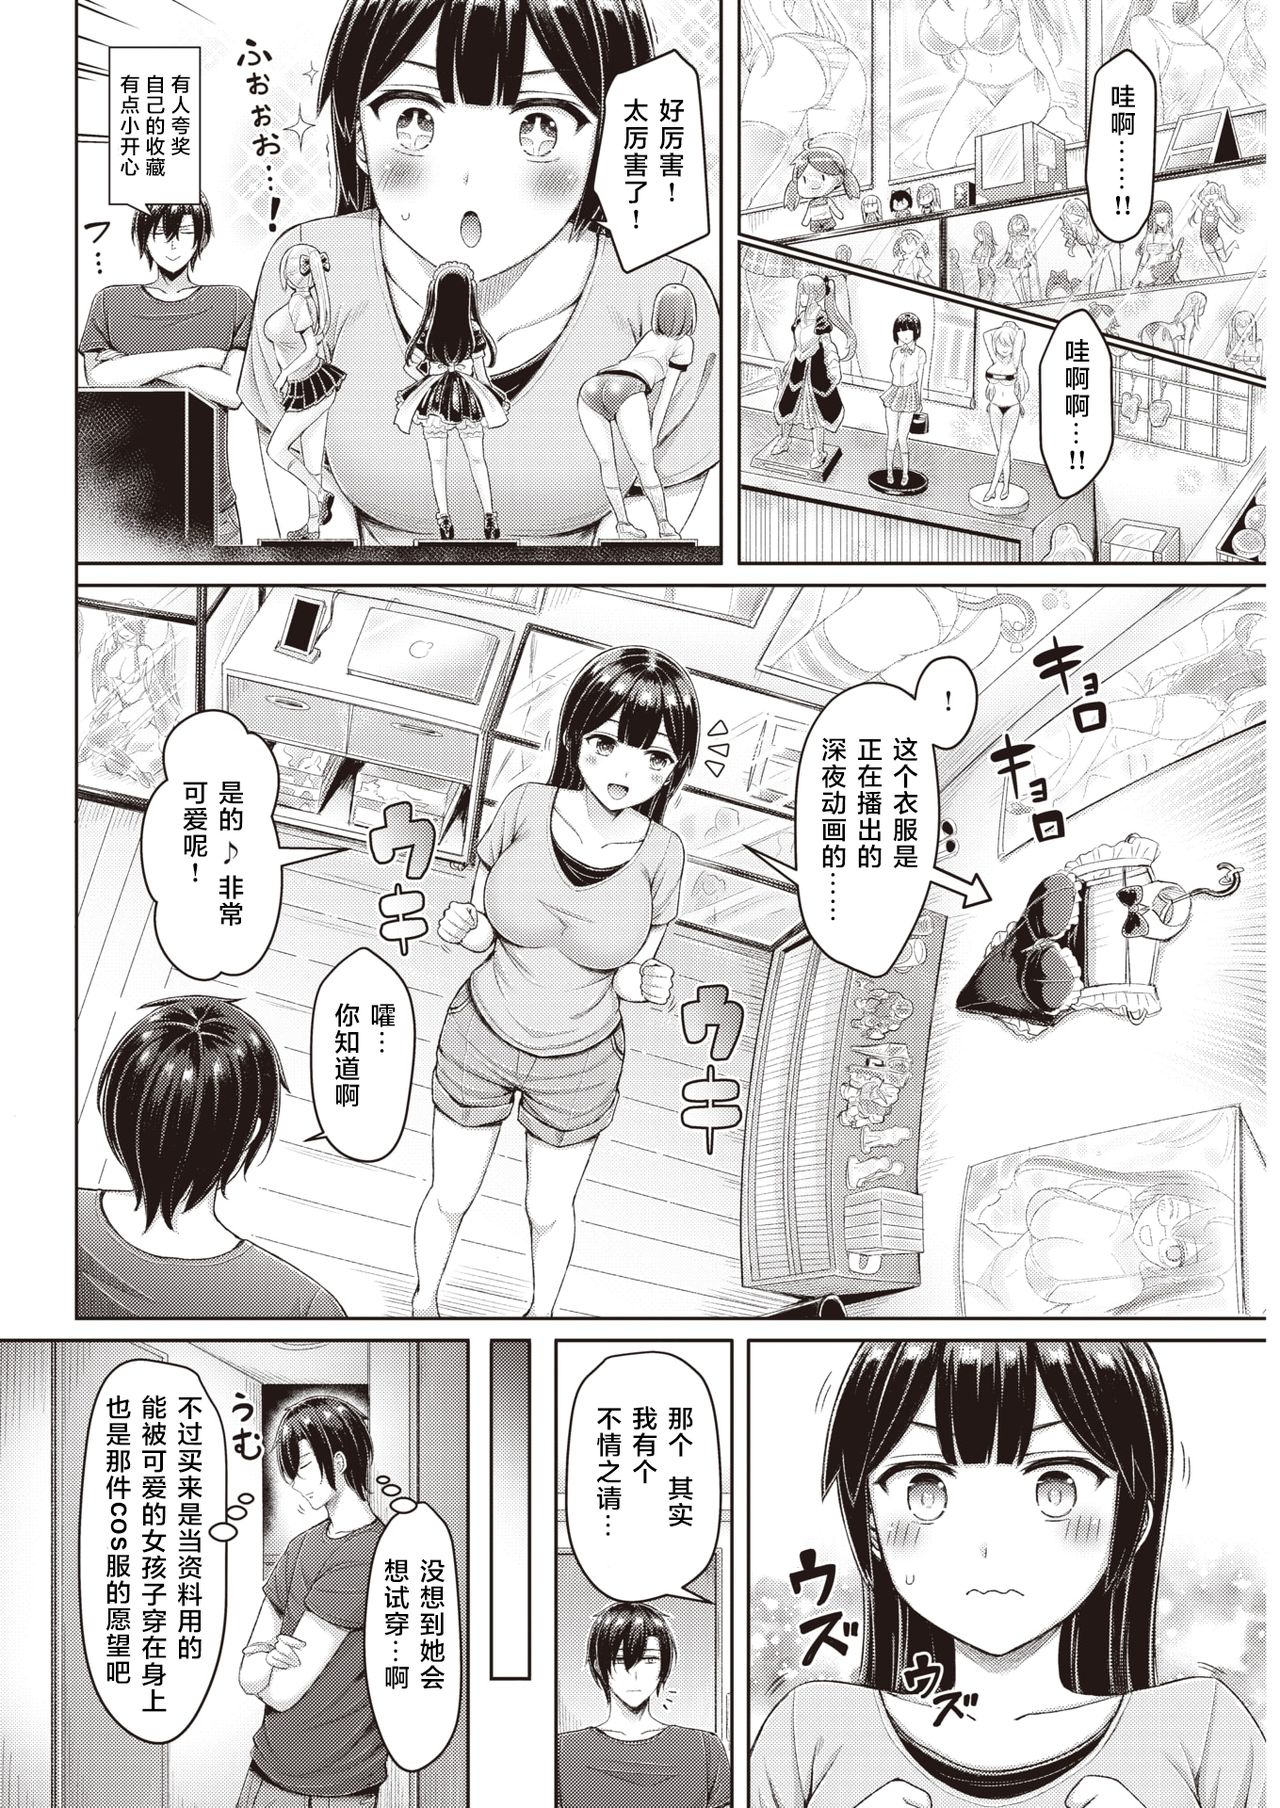 哇啊……!!
哇啊啊…!!
好厉害！
太厉害了！
ふぉぉぉぉ…！
有人夸奖
自己的收藏
有点小开心
フ…
キョロ
キョロ
！
这个衣服是
正在播出的
深夜动画的……
ウキ
ウキ
是的♪非常
可爱呢！
嚯…
你知道啊
ウズ
ウズ
那个 其实
我有个
不情之请…
没想到她会
想试穿…啊
うむ
不过买来是当资料用的
能被可爱的女孩子穿在身上
也是那件cos服的愿望吧